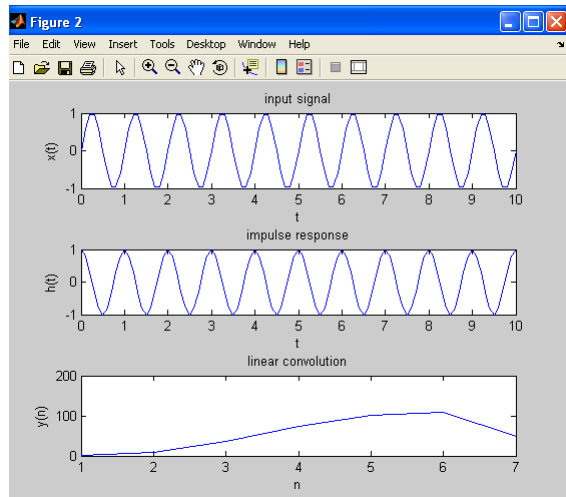 Figure 2
File Edit View Insert Tools Desktop Window Help
input signal
1
0
-1
x(t)
0 1 2 3 4 5 6 7 8 9 10
t
impulse response
1
0
-1
h(t)
0 1 2 3 4 5 6 7 8 9 10
t
linear convolution
200
100
0
y(n)
1 2 3 4 5 6 7
n